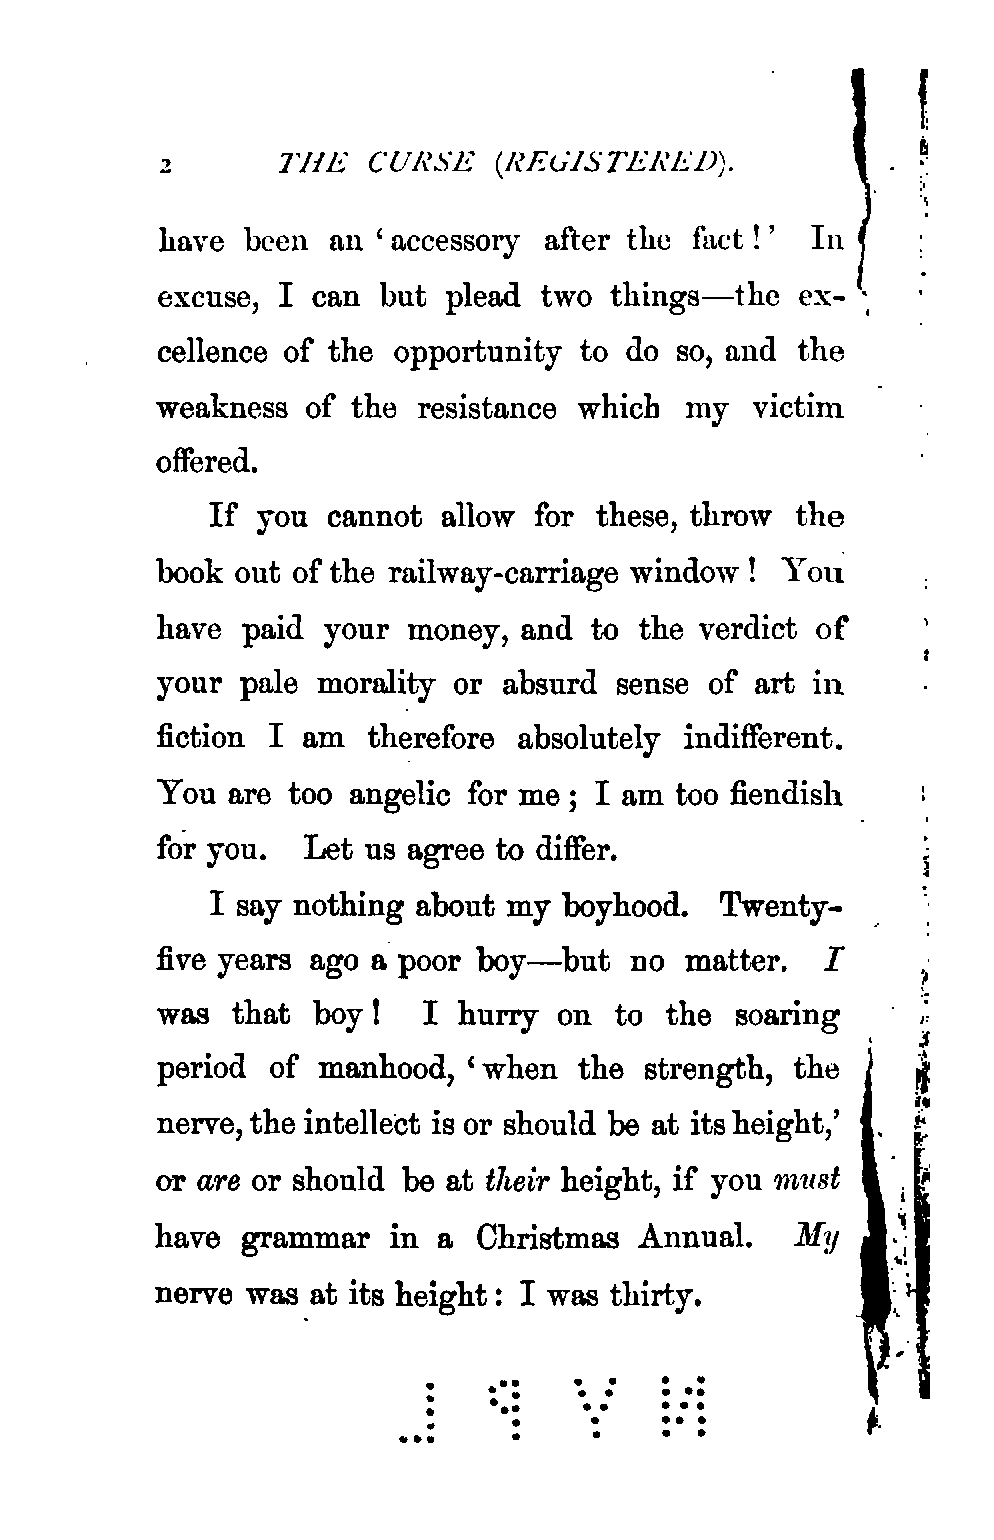 2 THE CURSE (REGISTERED).
have been an ‘accessory after the fact!’ In
excuse, I can but plead two things—the ex-
cellence of the opportunity to do so, and the
weakness of the resistance which my victim
offered.
If you cannot allow for these, throw the
book out of the railway-carriage window! You
have paid your money, and to the verdict of
your pale morality or absurd sense of art in
fiction I am therefore absolutely indifferent.
You are too angelic for me; I am too fiendish
for you. Let us agree to differ.
I say nothing about my boyhood. Twenty-
five years ago a poor boy—but no matter. I
was that boy! I hurry on to the soaring
period of manhood, ‘when the strength, the
nerve, the intellect is or should be at its height,’
or are or should be at their height, if you must
have grammar in a Christmas Annual. My
nerve was at its height: I was thirty.